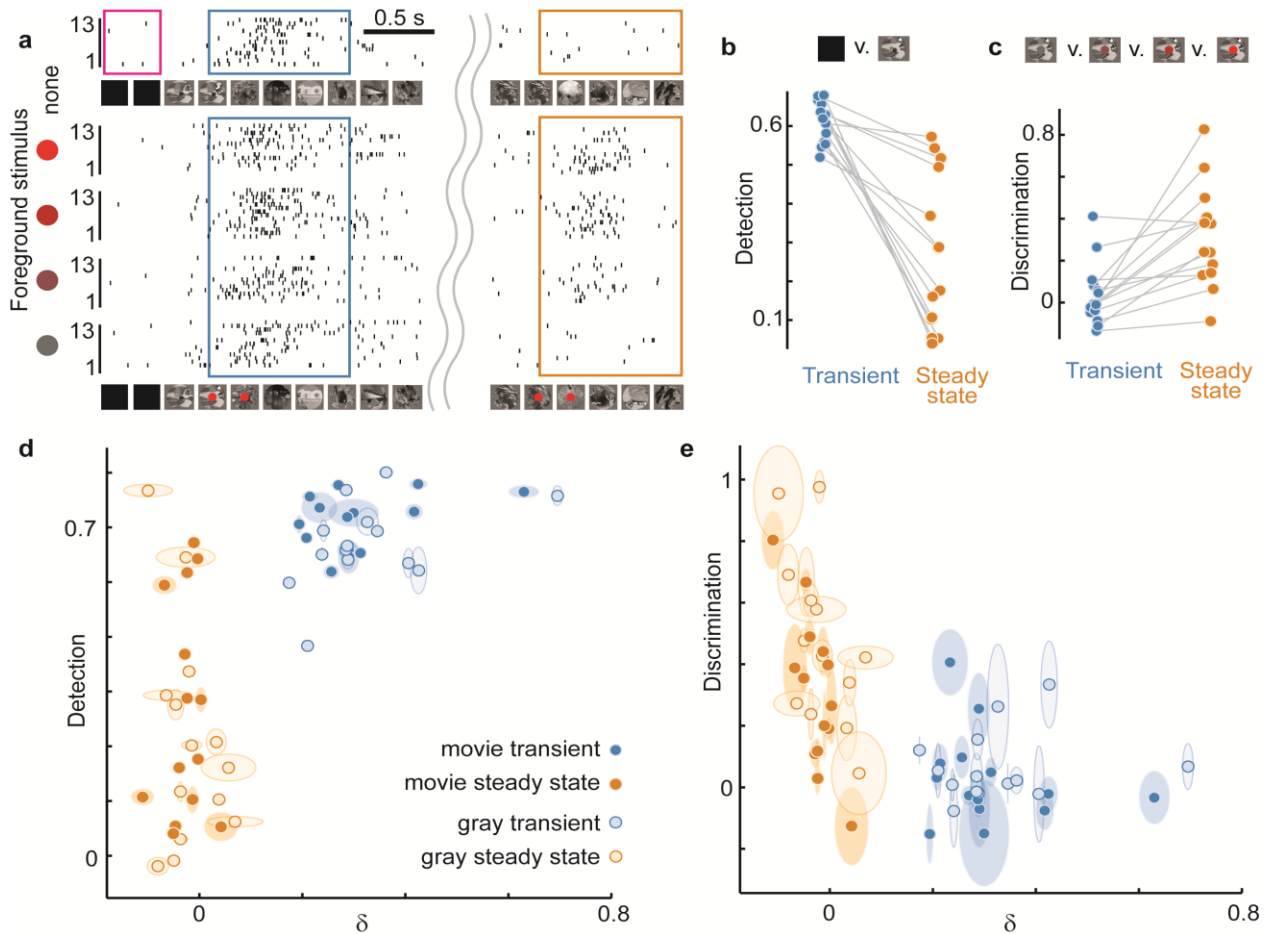 a
13
1
none
0.5 s
Foreground stimulus
13
1
13
1
13
1
13
1
b
v.
Detection
0.6
0.1
Transient
Steady
state
c
v.
v.
v.
Discrimination
0.8
0
Transient
Steady
state
d
Detection
0.7
0
movie transient
movie steady state
gray transient
gray steady state
0
0.8
δ
e
Discrimination
1
0
0
0.8
δ